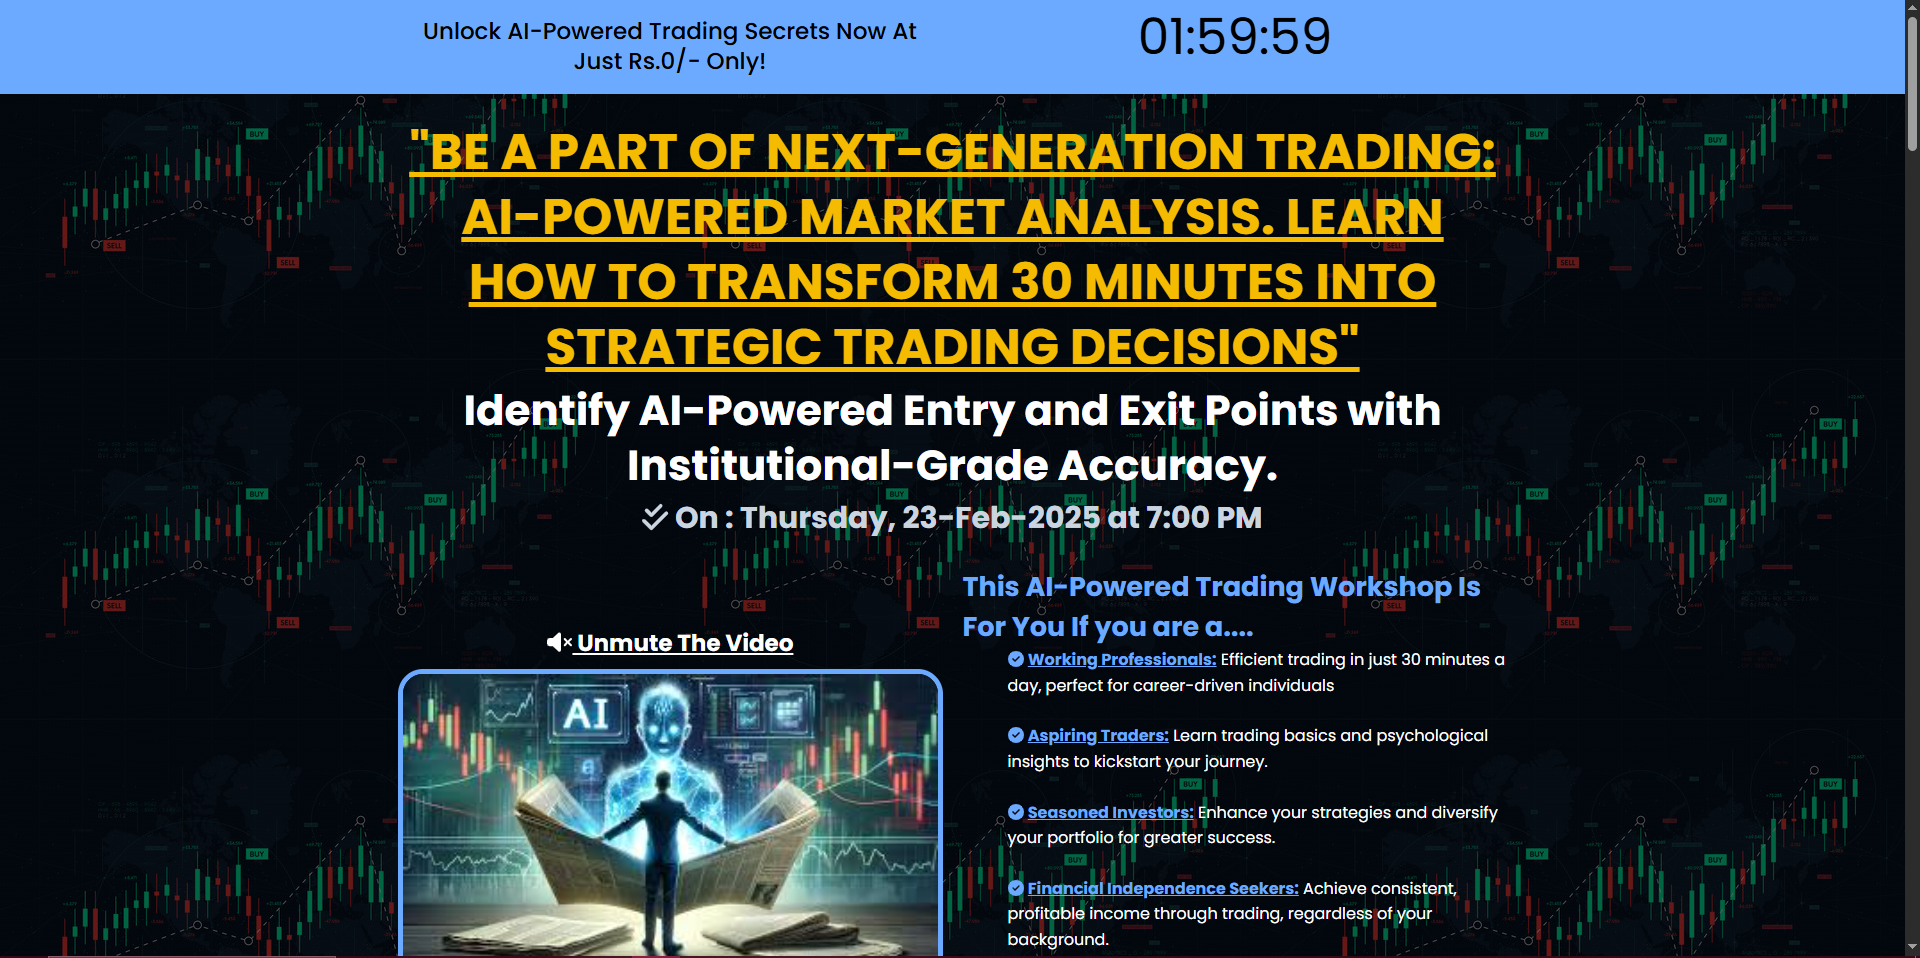 Unlock AI-Powered Trading Secrets Now At
Just Rs.0/- Only!
01:59:59
"BE A PART OF NEXT-GENERATION TRADING:
AI-POWERED MARKET ANALYSIS. LEARN
HOW TO TRANSFORM 30 MINUTES INTO
STRATEGIC TRADING DECISIONS"
Identify AI-Powered Entry and Exit Points with
Institutional-Grade Accuracy.
On : Thursday, 23-Feb-2025 at 7:00 PM
Unmute The Video
AI
This AI-Powered Trading Workshop Is
For You If you are a....
Working Professionals: Efficient trading in just 30 minutes a
day, perfect for career-driven individuals
Aspiring Traders: Learn trading basics and psychological
insights to kickstart your journey.
Seasoned Investors: Enhance your strategies and diversify
your portfolio for greater success.
Financial Independence Seekers: Achieve consistent,
profitable income through trading, regardless of your
background.